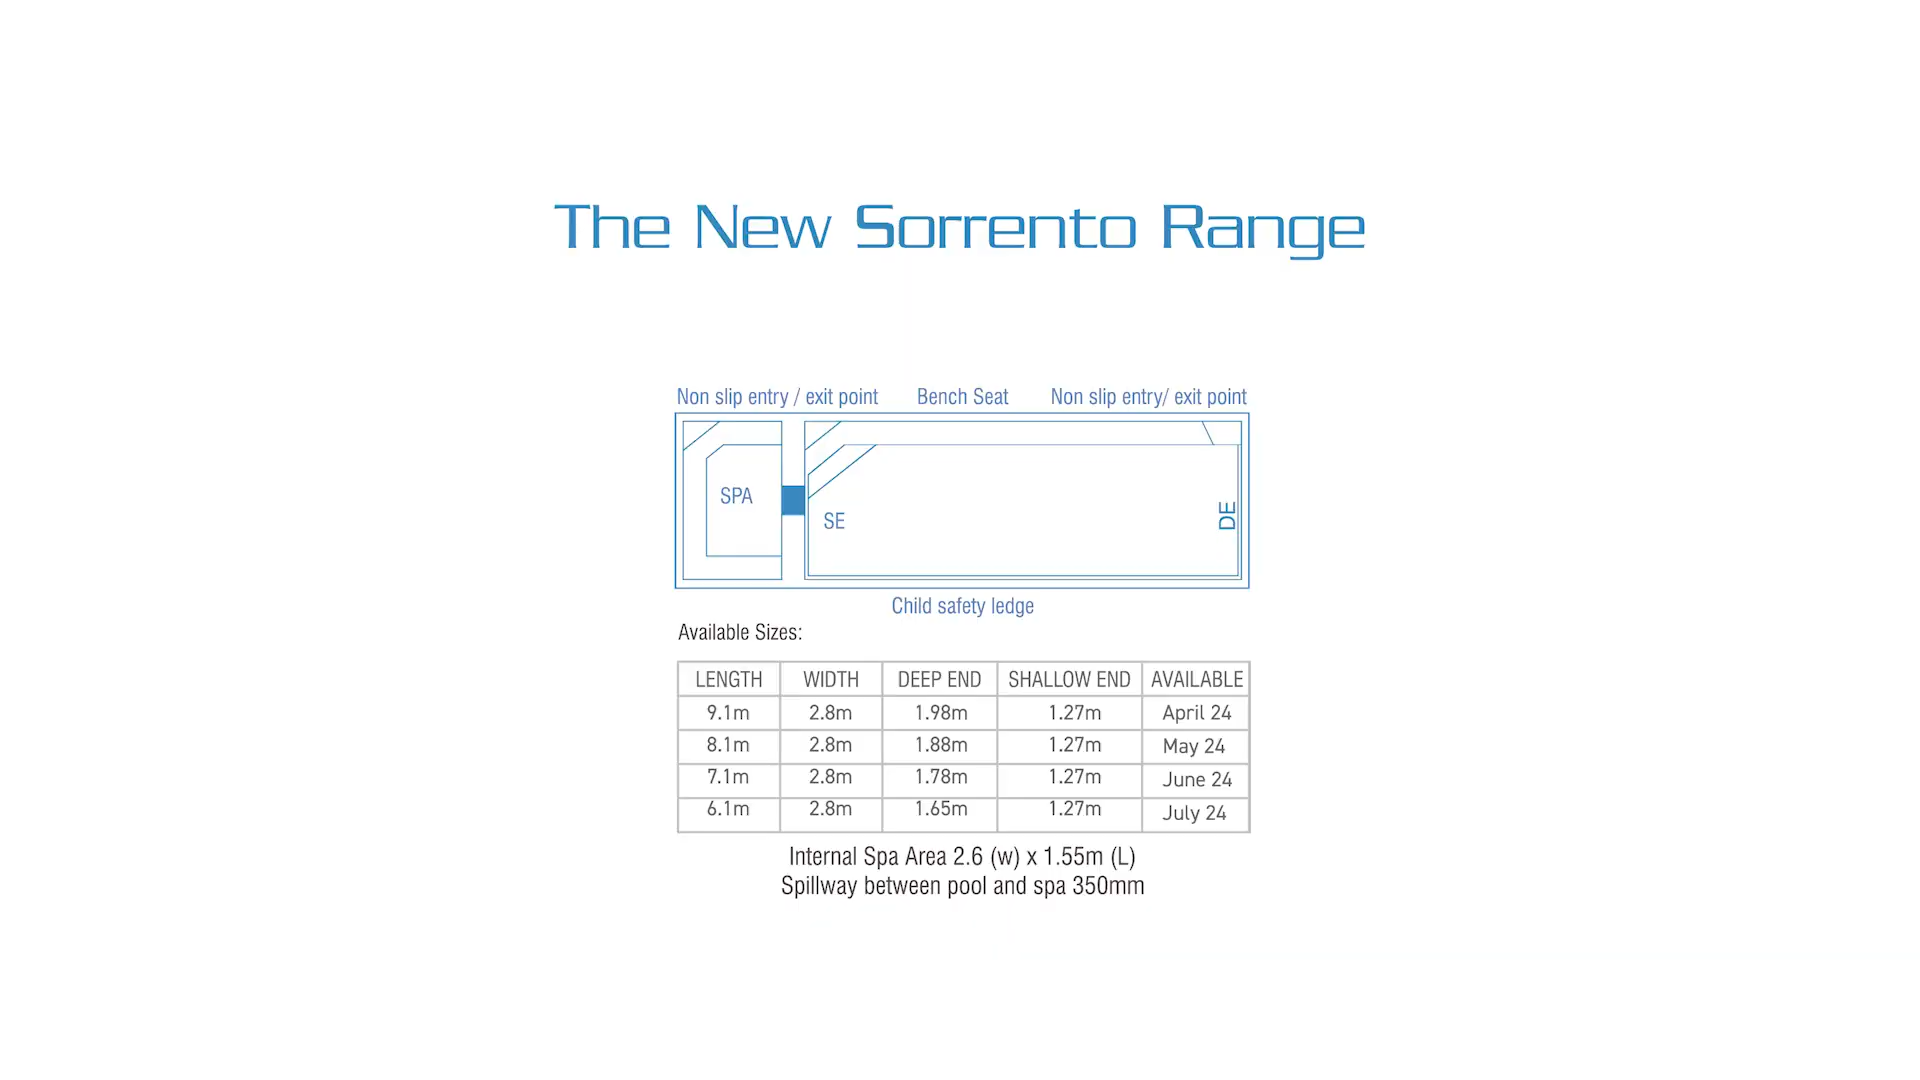 The New Sorrento Range
Non slip entry / exit point Bench Seat Non slip entry/ exit point
SPA
SE
DE
Child safety ledge
Available Sizes:
LENGTH WIDTH DEEP END SHALLOW END AVAILABLE
9.1m 2.8m 1.98m 1.27m April 24
8.1m 2.8m 1.88m 1.27m May 24
7.1m 2.8m 1.78m 1.27m June 24
6.1m 2.8m 1.65m 1.27m July 24
Internal Spa Area 2.6 (w) x 1.55m (L)
Spillway between pool and spa 350mm